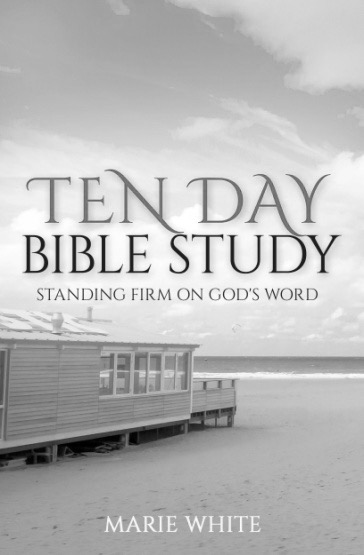 TEN DAY
BIBLE STUDY
STANDING FIRM ON GOD'S WORD
MARIE WHITE